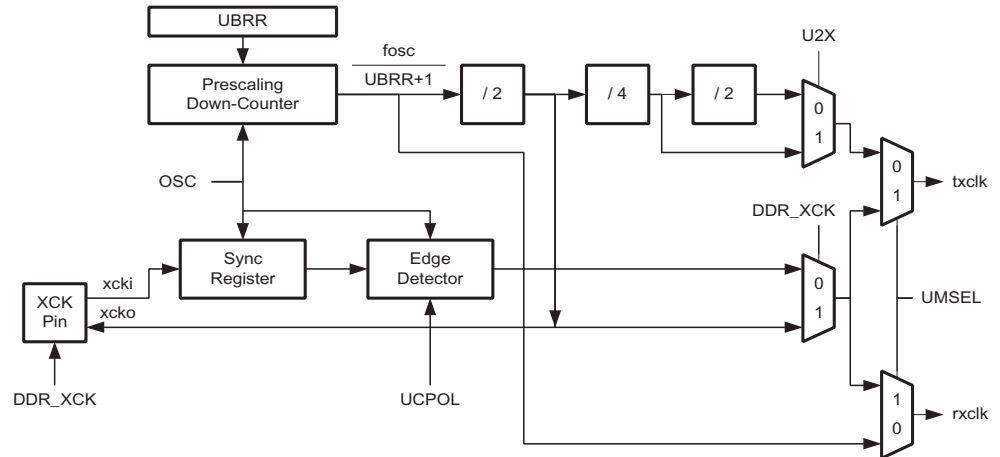 UBRR
U2X
fosc
UBRR+1
Prescaling
Down-Counter
/ 2
/ 4
/ 2
0
1
OSC
0
1
txclk
DDR_XCK
Sync
Register
Edge
Detector
xcki
0
1
UMSEL
XCK
Pin
xcko
DDR_XCK
UCPOL
1
0
rxclk